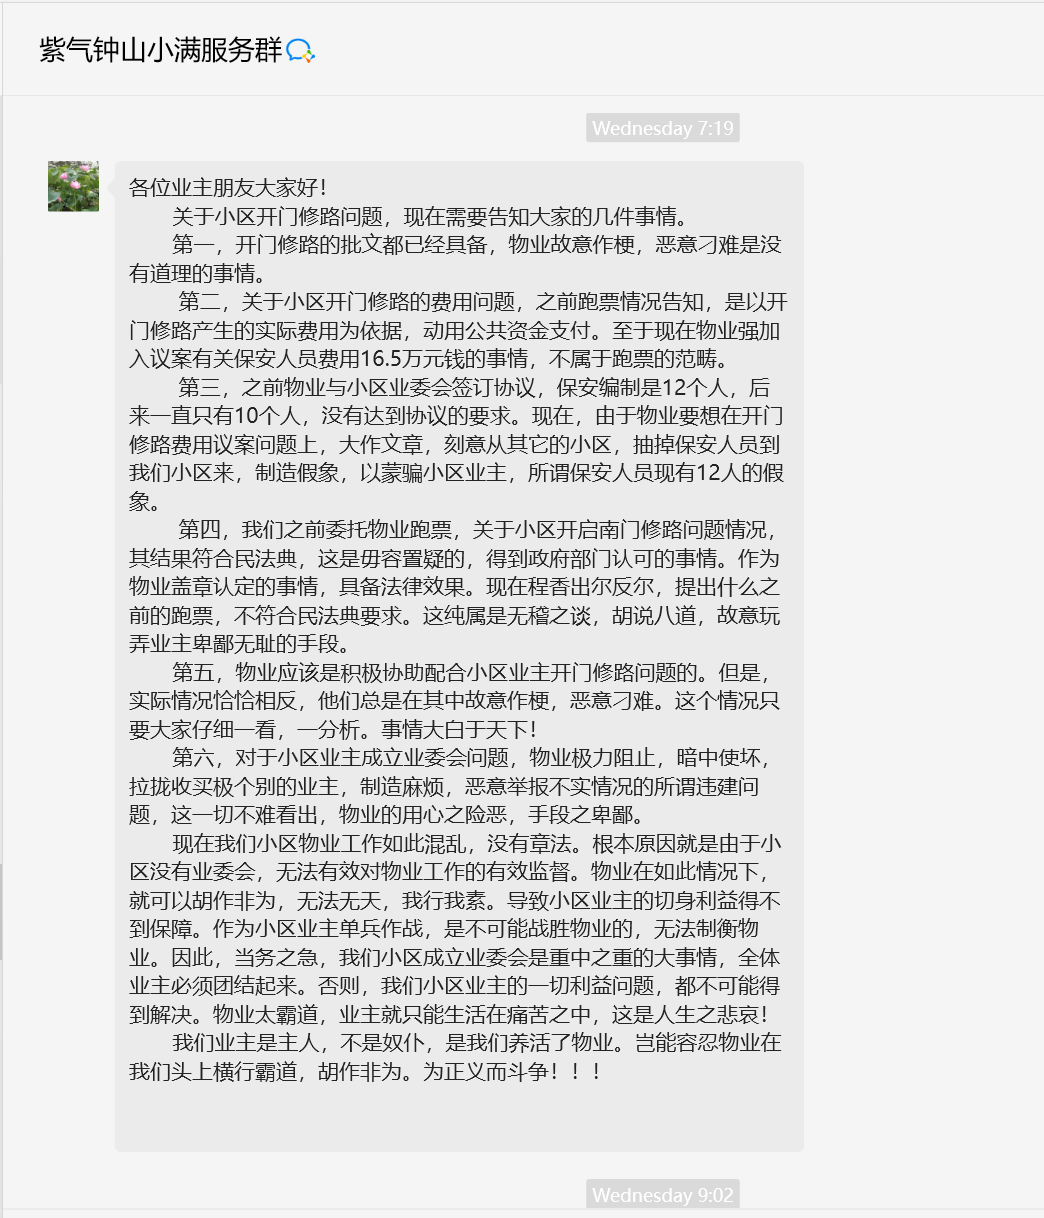 紫气钟山小满服务群
Wednesday 7:19
各位业主朋友大家好！
关于小区开门修路问题，现在需要告知大家的几件事情。
第一，开门修路的批文都已经具备，物业故意作梗，恶意刁难是没
有道理的事情。
第二，关于小区开门修路的费用问题，之前跑票情况告知，是以开
门修路产生的实际费用为依据，动用公共资金支付。至于现在物业强加
入议案有关保安人员费用16.5万元钱的事情，不属于跑票的范畴。
第三，之前物业与小区业委会签订协议，保安编制是12个人，后
来一直只有10个人，没有达到协议的要求。现在，由于物业要想在开门
修路费用议案问题上，大作文章，刻意从其它的小区，抽掉保安人员到
我们小区来，制造假象，以蒙骗小区业主，所谓保安人员现有12人的假
象。
第四，我们之前委托物业跑票，关于小区开启南门修路问题情况，
其结果符合民法典，这是毋容置疑的，得到政府部门认可的事情。作为
物业盖章认定的事情，具备法律效果。现在程香出尔反尔，提出什么之
前的跑票，不符合民法典要求。这纯属是无稽之谈，胡说八道，故意玩
弄业主卑鄙无耻的手段。
第五，物业应该是积极协助配合小区业主开门修路问题的。但是，
实际情况恰恰相反，他们总是在其中故意作梗，恶意刁难。这个情况只
要大家仔细一看，一分析。事情大白于天下！
第六，对于小区业主成立业委会问题，物业极力阻止，暗中使坏，
拉拢收买极个别的业主，制造麻烦，恶意举报不实情况的所谓违建问
题，这一切不难看出，物业的用心之险恶，手段之卑鄙。
现在我们小区物业工作如此混乱，没有章法。根本原因就是由于小
区没有业委会，无法有效对物业工作的有效监督。物业在如此情况下，
就可以胡作非为，无法无天，我行我素。导致小区业主的切身利益得不
到保障。作为小区业主单兵作战，是不可能战胜物业的，无法制衡物
业。因此，当务之急，我们小区成立业委会是重中之重的大事情，全体
业主必须团结起来。否则，我们小区业主的一切利益问题，都不可能得
到解决。物业太霸道，业主就只能生活在痛苦之中，这是人生之悲哀！
我们业主是主人，不是奴仆，是我们养活了物业。岂能容忍物业在
我们头上横行霸道，胡作非为。为正义而斗争！！！
Wednesday 9:02